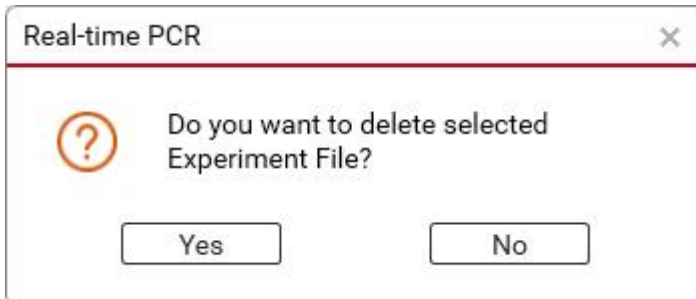 Real-time PCR
Do you want to delete selected
Experiment File?
Yes
No